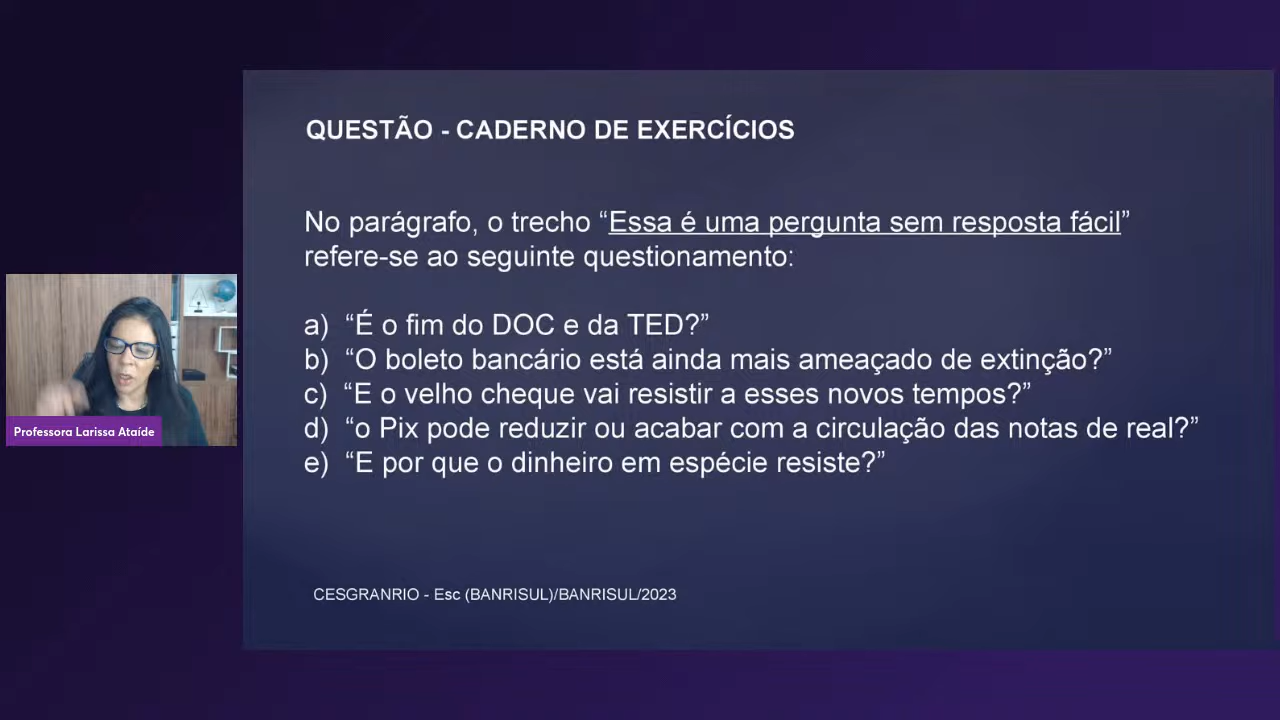 QUESTÃO - CADERNO DE EXERCÍCIOS
No parágrafo, o trecho “Essa é uma pergunta sem resposta fácil”
refere-se ao seguinte questionamento:
a) “É o fim do DOC e da TED?”
b) “O boleto bancário está ainda mais ameaçado de extinção?”
c) “E o velho cheque vai resistir a esses novos tempos?”
d) “o Pix pode reduzir ou acabar com a circulação das notas de real?”
e) “E por que o dinheiro em espécie resiste?”
Professora Larissa Ataíde
CESGRANRIO - Esc (BANRISUL)/BANRISUL/2023